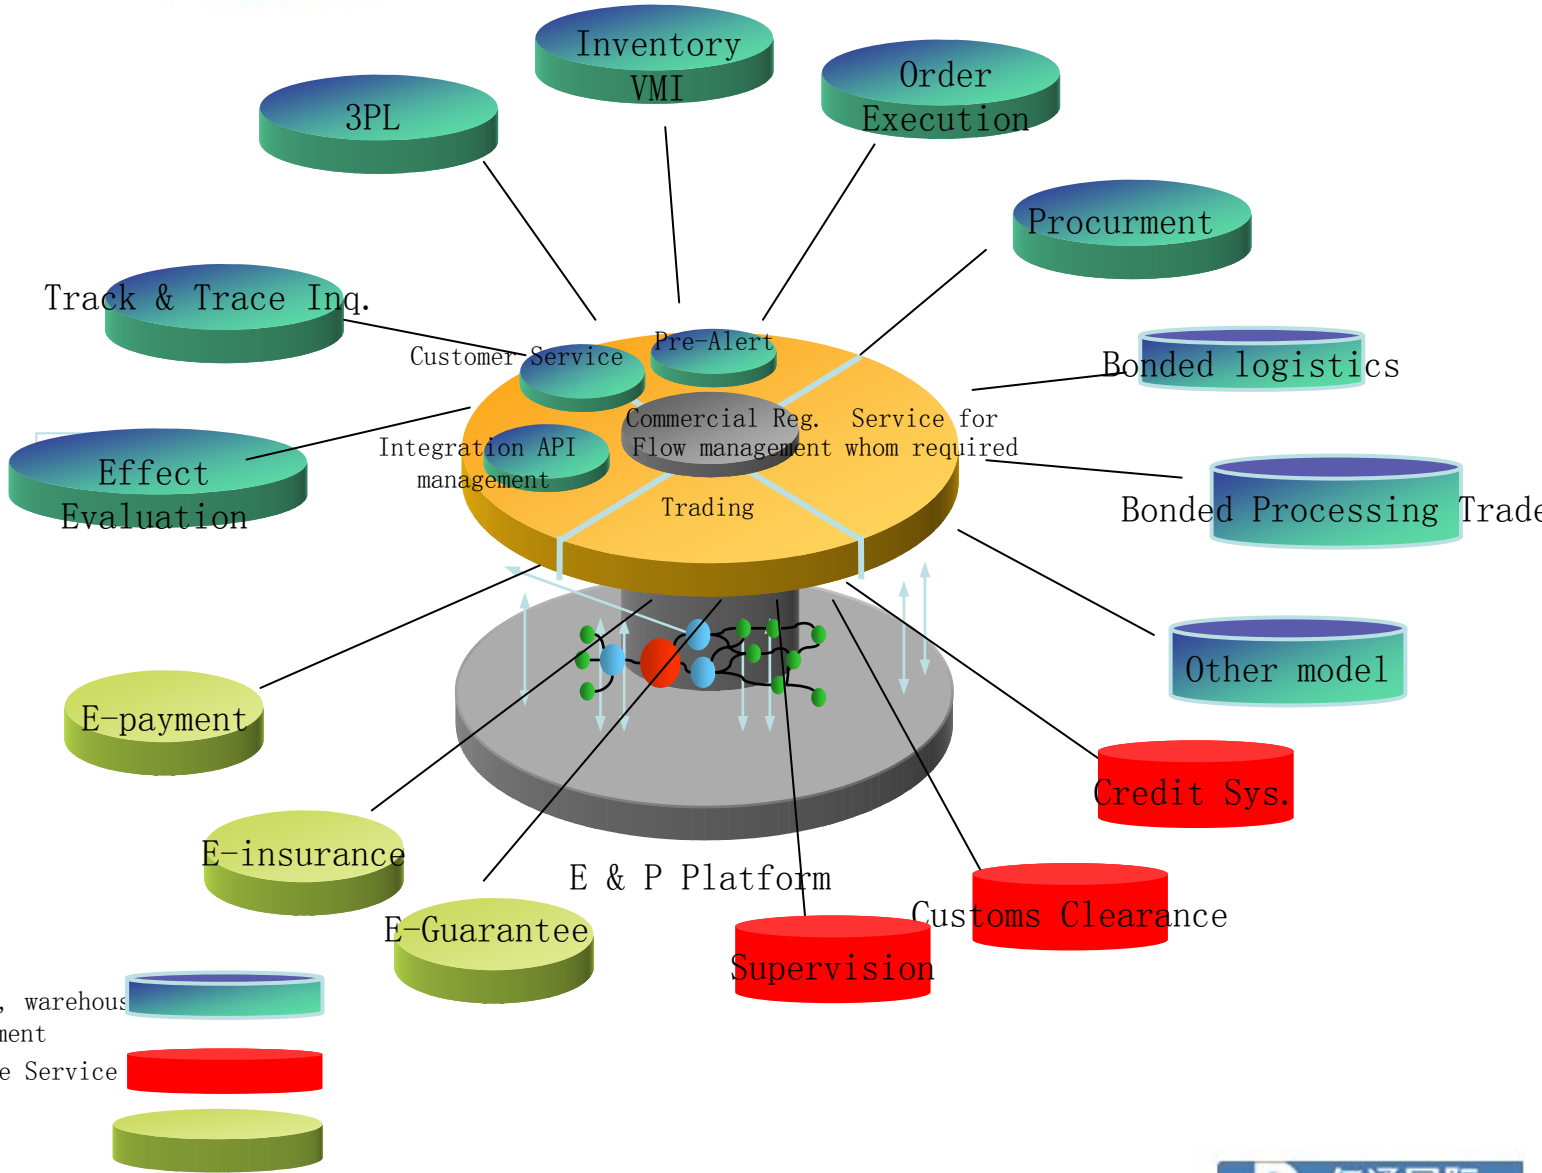 Inventory
VMI
Order
Execution
3PL
Procurment
Track & Trace Inq.
Pre-Alert
Customer Service
Bonded logistics
Commercial Reg.
Flow management
Service for
whom required
Integration API
management
Effect
Evaluation
Trading
Bonded Processing Trade
Other model
E-payment
Credit Sys.
E-insurance
E & P Platform
E-Guarantee
Customs Clearance
Supervision
, warehous
ment
e Service